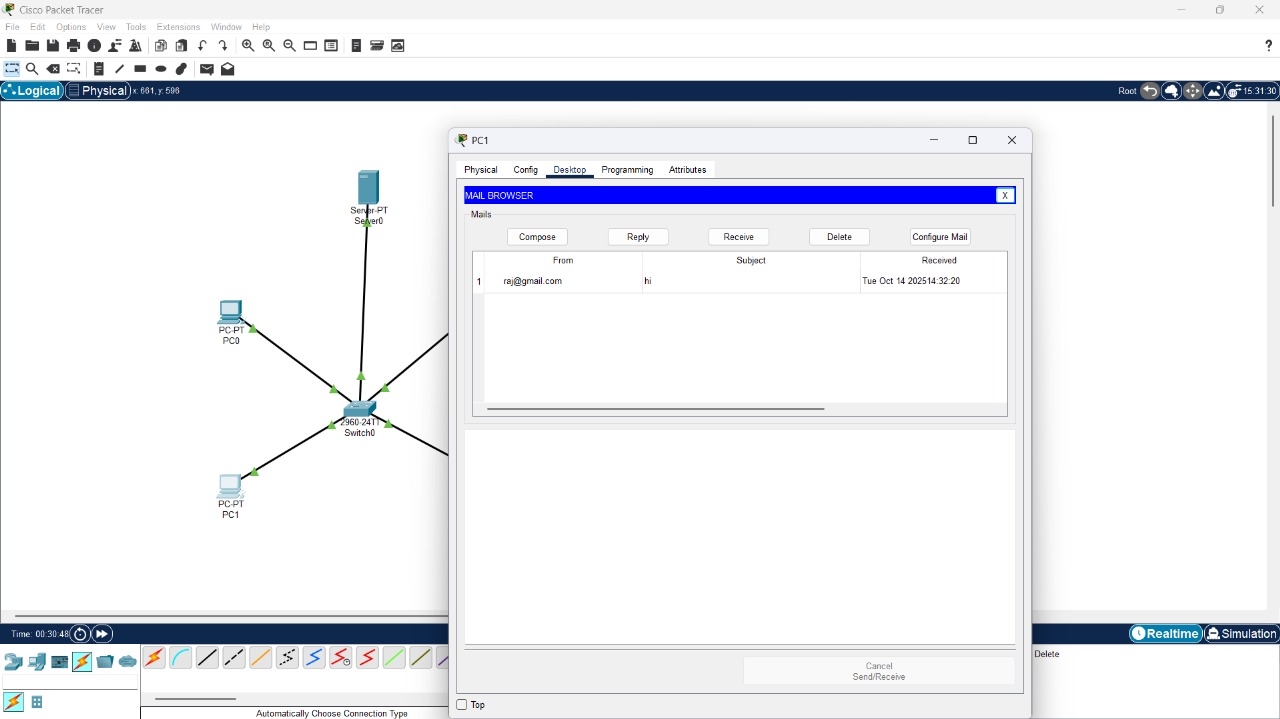 Cisco Packet Tracer
File Edit Options View Tools Extensions Window Help
?
Logical Physical x: 661, y: 596 Root 15:31:30
PC1
Physical Config Desktop Programming Attributes
MAIL BROWSER X
Mails
Compose Reply Receive Delete Configure Mail
From Subject Received
1 raj@gmail.com hi Tue Oct 14 202514:32:20
Server-PT
Server0
PC-PT
PC0
2960-24TT
Switch0
PC-PT
PC1
Cancel
Send/Receive
Top
Time: 00:30:48 Realtime Simulation
Delete
Automatically Choose Connection Type